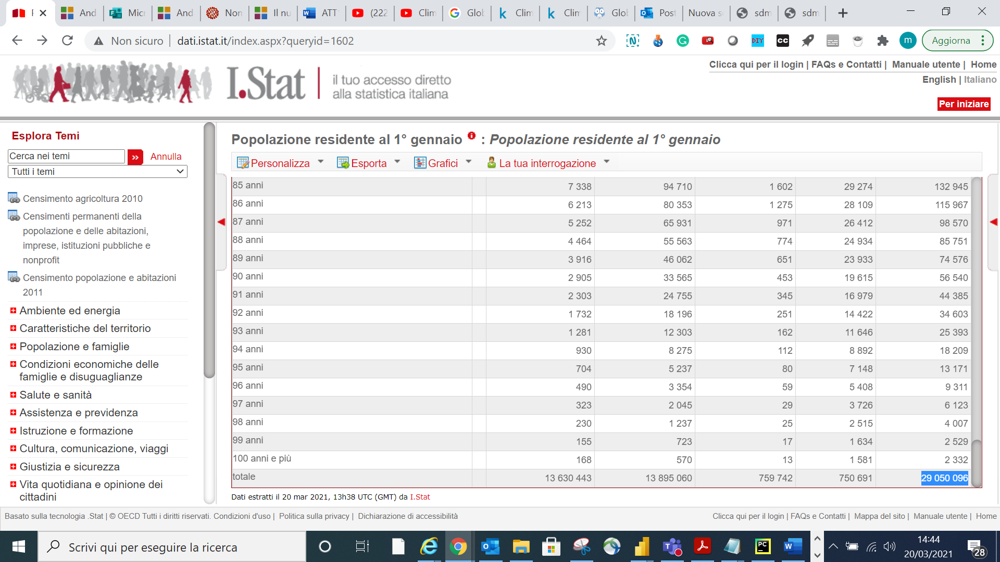 And
Micr
And
Non
Il nu
ATT
(222
Clim
Glob
Clim
Clim
Glo
Post
Nuova s
sdm
sdm
Non sicuro
dati.istat.it/index.aspx?queryid=1602
DIY
CC
m
Aggiorna
Clicca qui per il login | FAQs e Contatti | Manuale utente | Home
English | Italiano
Per iniziare
I.Stat
il tuo accesso diretto
alla statistica italiana
Esplora Temi
Cerca nei temi » Annulla
Tutti i temi
Censimento agricoltura 2010
Censimenti permanenti della
popolazione e delle abitazioni,
imprese, istituzioni pubbliche e
nonprofit
Censimento popolazione e abitazioni
2011
Ambiente ed energia
Caratteristiche del territorio
Popolazione e famiglie
Condizioni economiche delle
famiglie e disuguaglianze
Salute e sanità
Assistenza e previdenza
Istruzione e formazione
Cultura, comunicazione, viaggi
Giustizia e sicurezza
Vita quotidiana e opinione dei
cittadini
Popolazione residente al 1° gennaio : Popolazione residente al 1° gennaio
Personalizza Esporta Grafici La tua interrogazione
85 anni 7 338 94 710 1 602 29 274 132 945
86 anni 6 213 80 353 1 275 28 109 115 967
87 anni 5 252 65 931 971 26 412 98 570
88 anni 4 464 55 563 774 24 934 85 751
89 anni 3 916 46 062 651 23 933 74 576
90 anni 2 905 33 565 453 19 615 56 540
91 anni 2 303 24 755 345 16 979 44 385
92 anni 1 732 18 196 251 14 422 34 603
93 anni 1 281 12 303 162 11 646 25 393
94 anni 930 8 275 112 8 892 18 209
95 anni 704 5 237 80 7 148 13 171
96 anni 490 3 354 59 5 408 9 311
97 anni 323 2 045 29 3 726 6 123
98 anni 230 1 237 25 2 515 4 007
99 anni 155 723 17 1 634 2 529
100 anni e più 168 570 13 1 581 2 332
totale 13 630 443 13 895 060 759 742 750 691 29 050 096
Dati estratti il 20 mar 2021, 13h38 UTC (GMT) da I.Stat
Basato sulla tecnologia .Stat | © OECD Tutti i diritti riservati. Condizioni d'uso | Politica sulla privacy | Dichiarazione di accessibilità
Clicca qui per il login | FAQs e Contatti | Mappa del sito | Manuale utente | Home
Scrivi qui per eseguire la ricerca
14:44
20/03/2021
28